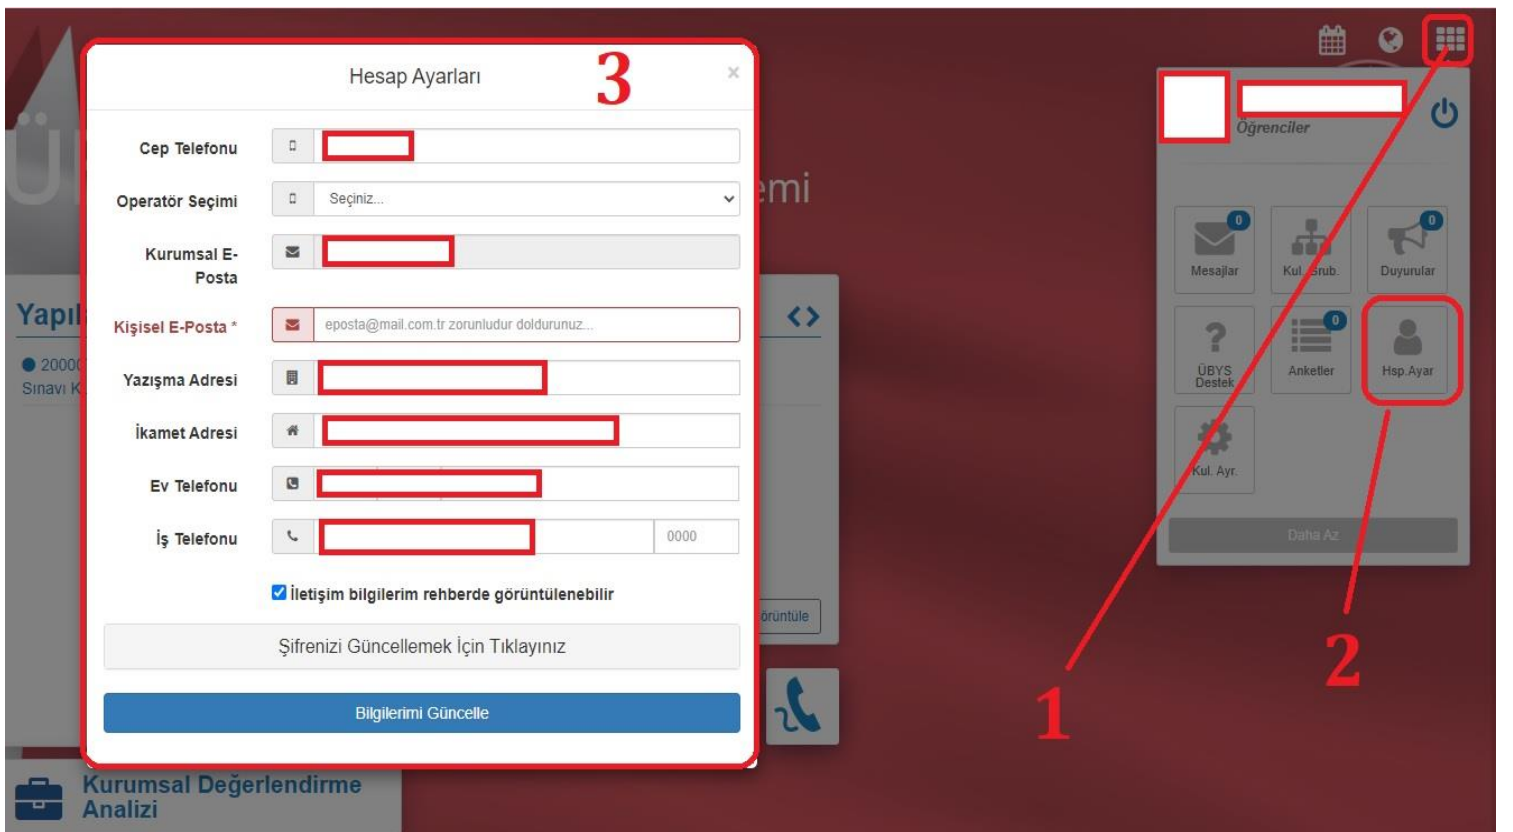 Hesap Ayarları
3
×
Cep Telefonu
Operatör Seçimi
Seçiniz...
Kurumsal E-
Posta
Kişisel E-Posta *
eposta@mail.com.tr zorunludur doldurunuz...
Yazışma Adresi
İkamet Adresi
Ev Telefonu
İş Telefonu
0000
İletişim bilgilerim rehberde görüntülenebilir
Şifrenizi Güncellemek İçin Tıklayınız
Bilgilerimi Güncelle
emi
Yapıl
20000
Sınavı K
örüntüle
Kurumsal Değerlendirme
Analizi
Öğrenciler
0
0
Mesajlar
Kul. Grub.
Duyurular
0
ÜBYS
Destek
Anketler
Hsp.Ayar
Kul. Ayr.
Daha Az
1
2